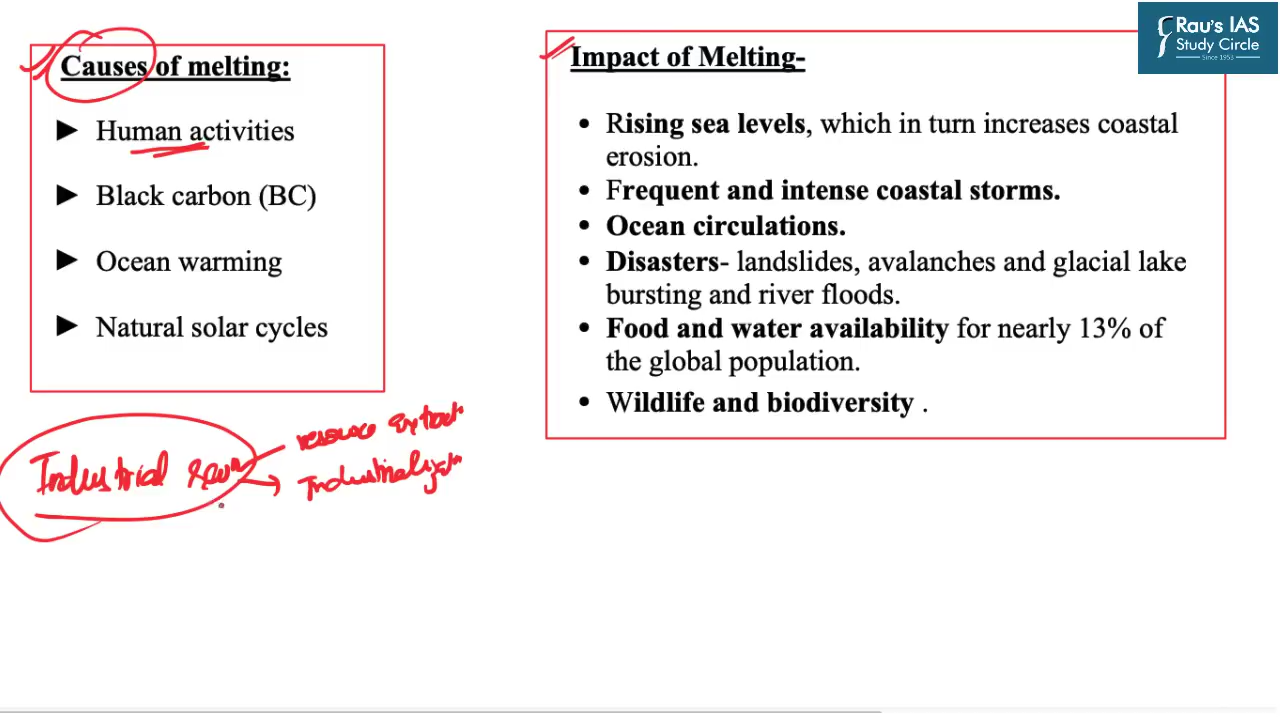 Causes of melting:
► Human activities
► Black carbon (BC)
► Ocean warming
► Natural solar cycles
Industrial
resource extract
Industrializatn
Impact of Melting-
• Rising sea levels, which in turn increases coastal
erosion.
• Frequent and intense coastal storms.
• Ocean circulations.
• Disasters- landslides, avalanches and glacial lake
bursting and river floods.
• Food and water availability for nearly 13% of
the global population.
• Wildlife and biodiversity .
Rau's IAS
Study Circle
Since 1953